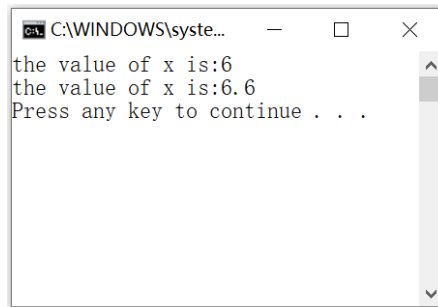 C:\WINDOWS\syste...
the value of x is:6
the value of x is:6.6
Press any key to continue . . .